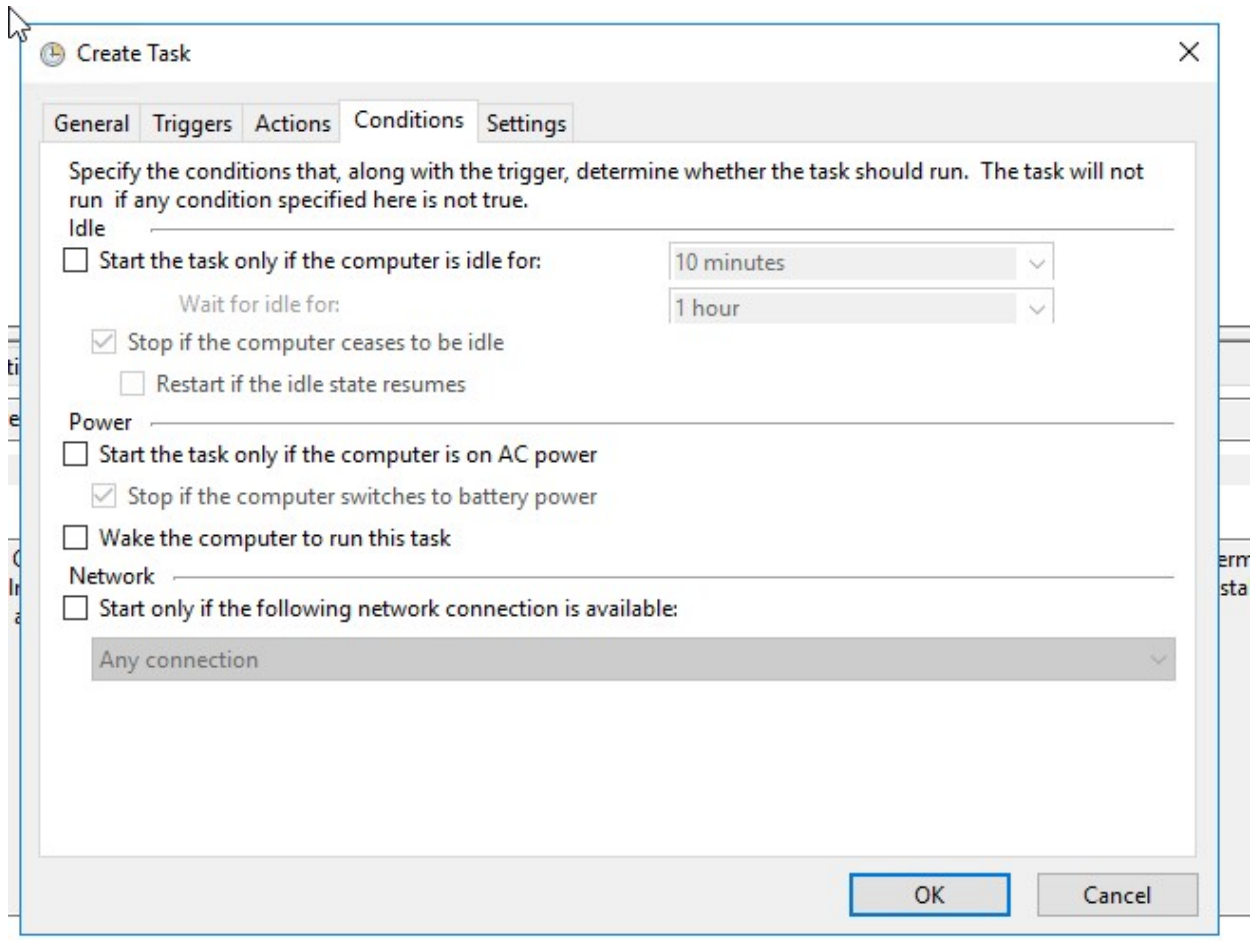 Create Task
General Triggers Actions Conditions Settings
Specify the conditions that, along with the trigger, determine whether the task should run. The task will not
run if any condition specified here is not true.
Idle
Start the task only if the computer is idle for: 10 minutes
Wait for idle for: 1 hour
Stop if the computer ceases to be idle
Restart if the idle state resumes
Power
Start the task only if the computer is on AC power
Stop if the computer switches to battery power
Wake the computer to run this task
Network
Start only if the following network connection is available:
Any connection
OK Cancel